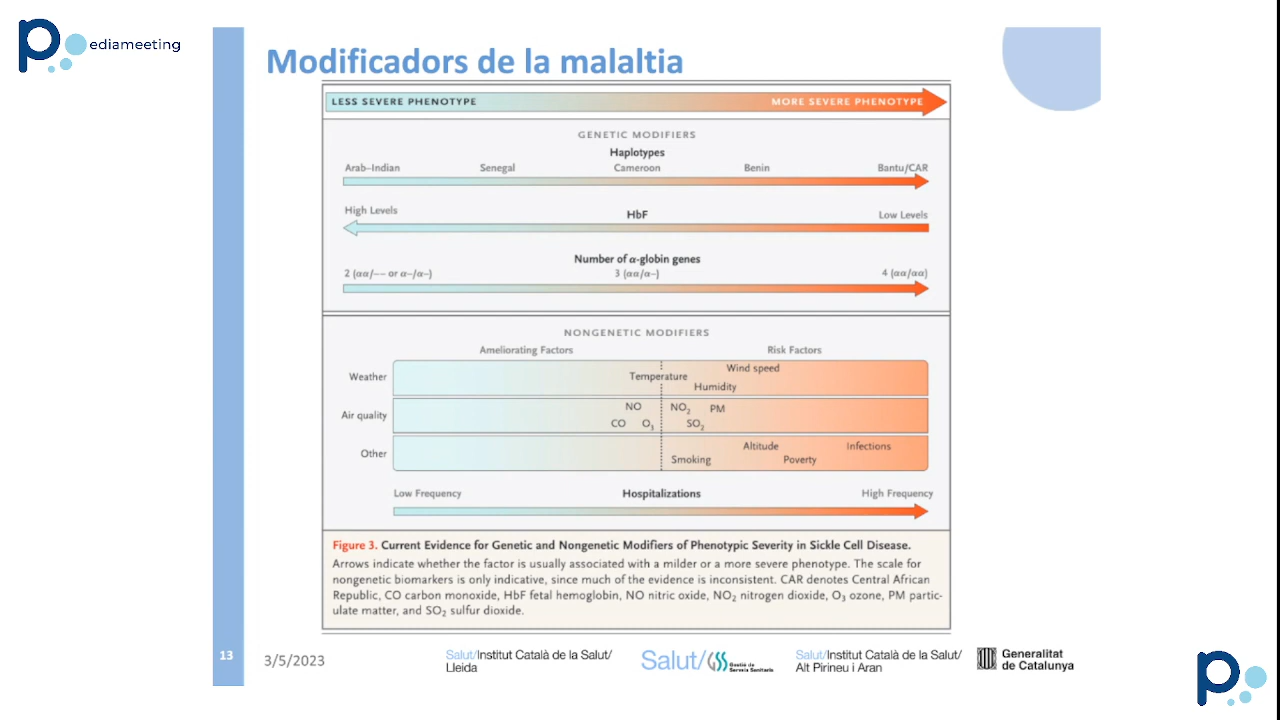 Pediameeting
Modificadors de la malaltia
LESS SEVERE PHENOTYPE MORE SEVERE PHENOTYPE
GENETIC MODIFIERS
Haplotypes
Arab–Indian Senegal Cameroon Benin Bantu/CAR
High Levels HbF Low Levels
Number of α-globin genes
2 (αα/–– or α–/α–) 3 (αα/α–) 4 (αα/αα)
NONGENETIC MODIFIERS
Ameliorating Factors Risk Factors
Weather Temperature Wind speed
Humidity
Air quality NO NO2 PM
CO O3 SO2
Other Altitude Infections
Smoking Poverty
Low Frequency Hospitalizations High Frequency
Figure 3. Current Evidence for Genetic and Nongenetic Modifiers of Phenotypic Severity in Sickle Cell Disease.
Arrows indicate whether the factor is usually associated with a milder or a more severe phenotype. The scale for
nongenetic biomarkers is only indicative, since much of the evidence is inconsistent. CAR denotes Central African
Republic, CO carbon monoxide, HbF fetal hemoglobin, NO nitric oxide, NO2 nitrogen dioxide, O3 ozone, PM partic-
ulate matter, and SO2 sulfur dioxide.
13
3/5/2023
Salut/Institut Català de la Salut/
Lleida
Salut/GSS Gestió de
Serveis Sanitaris
Salut/Institut Català de la Salut/
Alt Pirineu i Aran
Generalitat
de Catalunya
P